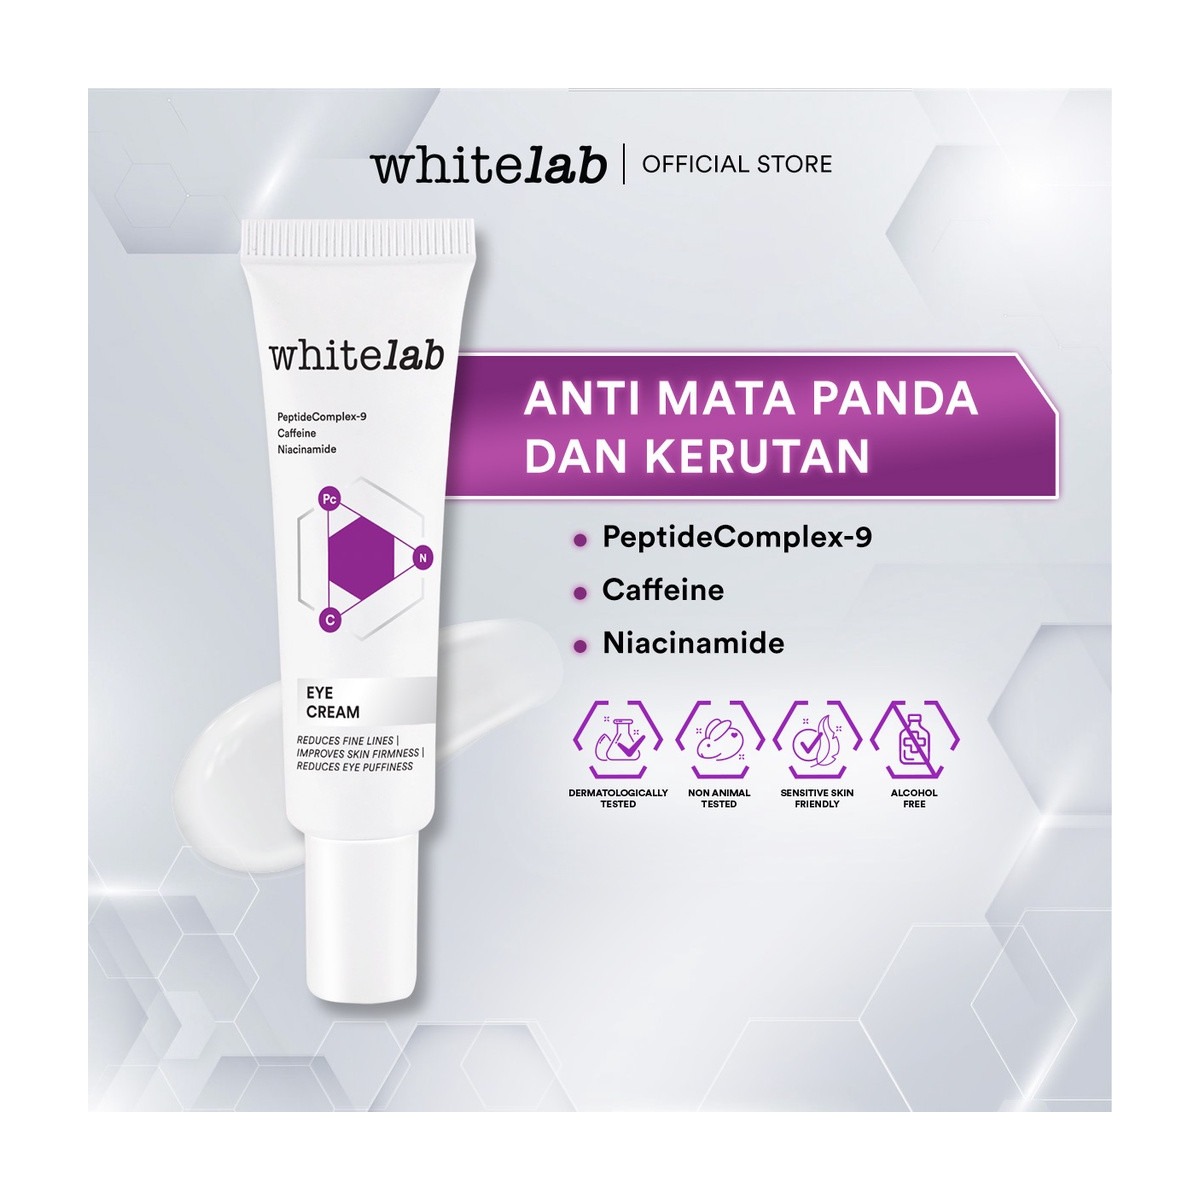 whitelab | OFFICIAL STORE
whitelab
PeptideComplex-9
Caffeine
Niacinamide
Pc
N
C
EYE
CREAM
REDUCES FINE LINES |
IMPROVES SKIN FIRMNESS |
REDUCES EYE PUFFINESS
ANTI MATA PANDA
DAN KERUTAN
• PeptideComplex-9
• Caffeine
• Niacinamide
DERMATOLOGICALLY
TESTED
NON ANIMAL
TESTED
SENSITIVE SKIN
FRIENDLY
ALCOHOL
FREE